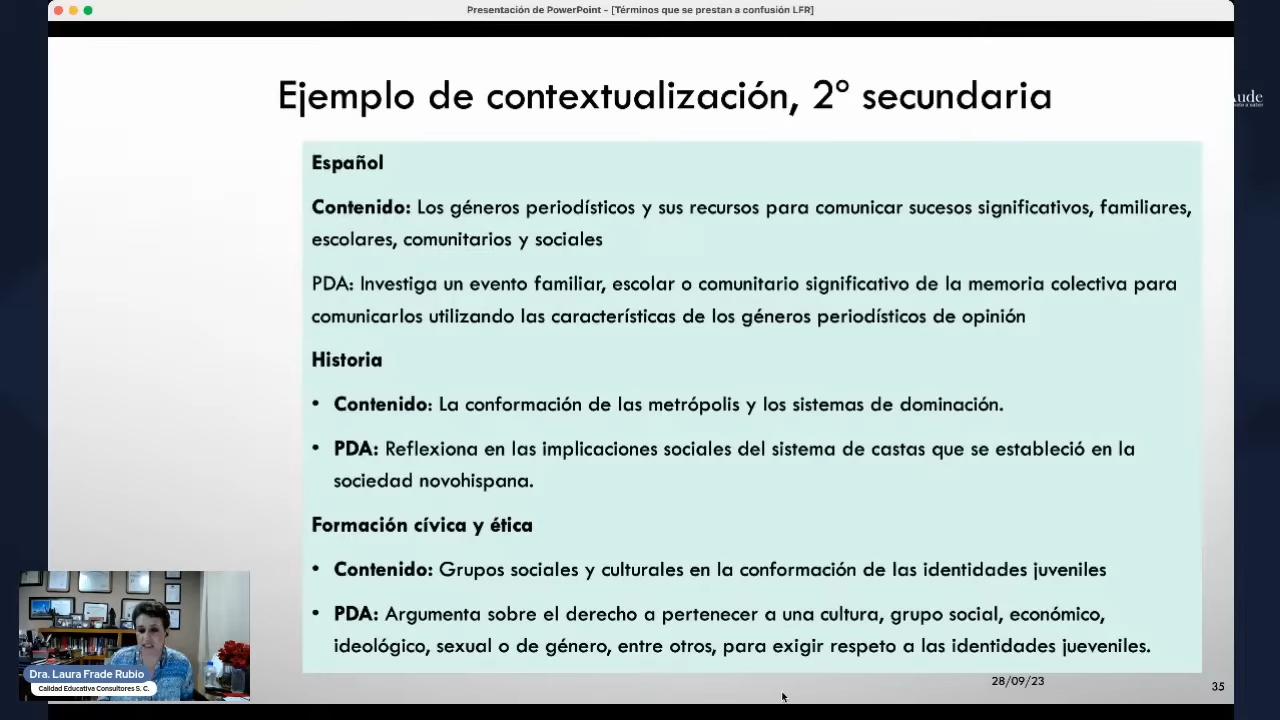 Presentación de PowerPoint - [Términos que se prestan a confusión LFR]
Ejemplo de contextualización, 2° secundaria
Español
Contenido: Los géneros periodísticos y sus recursos para comunicar sucesos significativos, familiares,
escolares, comunitarios y sociales
PDA: Investiga un evento familiar, escolar o comunitario significativo de la memoria colectiva para
comunicarlos utilizando las características de los géneros periodísticos de opinión
Historia
• Contenido: La conformación de las metrópolis y los sistemas de dominación.
• PDA: Reflexiona en las implicaciones sociales del sistema de castas que se estableció en la
sociedad novohispana.
Formación cívica y ética
• Contenido: Grupos sociales y culturales en la conformación de las identidades juveniles
• PDA: Argumenta sobre el derecho a pertenecer a una cultura, grupo social, económico,
ideológico, sexual o de género, entre otros, para exigir respeto a las identidades jueveniles.
28/09/23
35
Dra. Laura Frade Rubio
Calidad Educativa Consultores S. C.